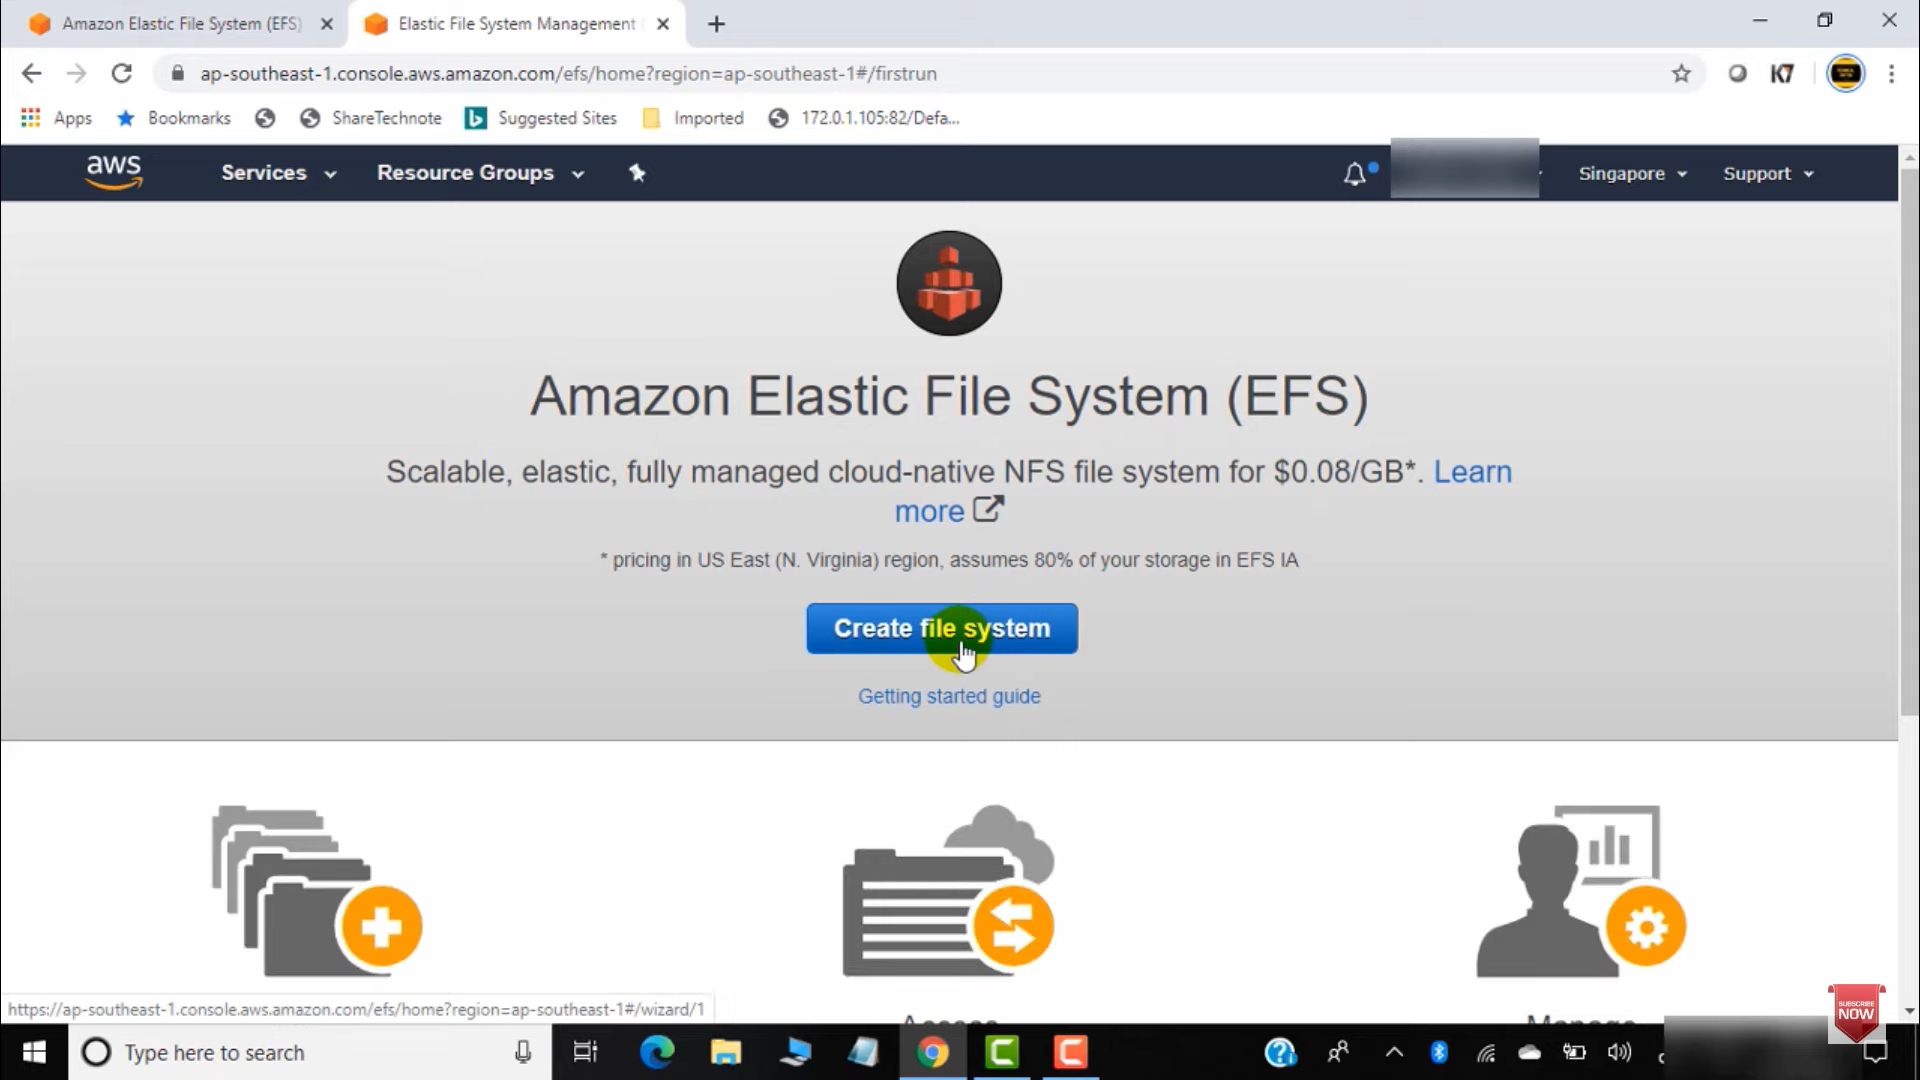 Amazon Elastic File System (EFS)
Elastic File System Management
ap-southeast-1.console.aws.amazon.com/efs/home?region=ap-southeast-1#/firstrun
K7
Apps
Bookmarks
ShareTechnote
Suggested Sites
Imported
172.0.1.105:82/Defa...
aws
Services
Resource Groups
Singapore
Support
Amazon Elastic File System (EFS)
Scalable, elastic, fully managed cloud-native NFS file system for $0.08/GB*. Learn
more
* pricing in US East (N. Virginia) region, assumes 80% of your storage in EFS IA
Create file system
Getting started guide
https://ap-southeast-1.console.aws.amazon.com/efs/home?region=ap-southeast-1#/wizard/1
SUBSCRIBE
NOW
Type here to search